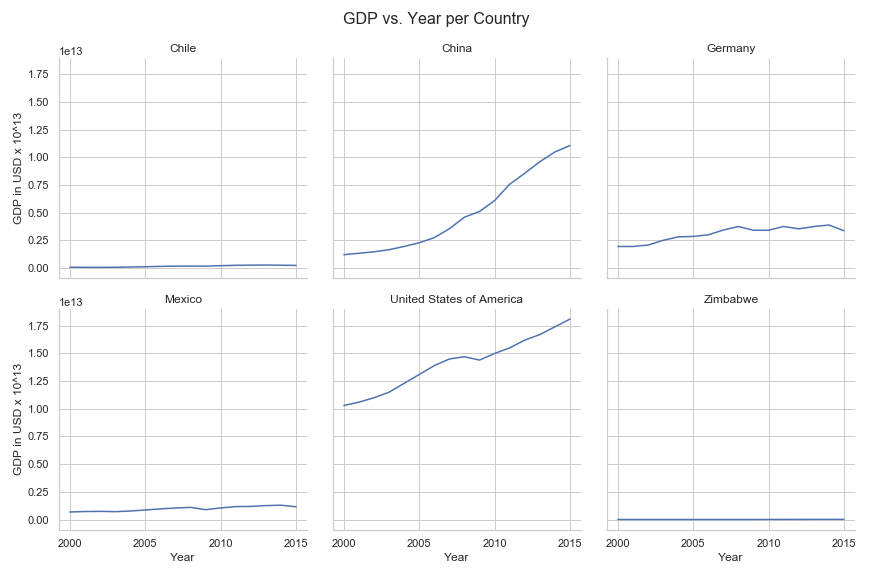 GDP vs. Year per Country
1e13
Chile
China
Germany
1.75
1.50
1.25
1.00
0.75
0.50
0.25
0.00
GDP in USD x 10^13
1e13
Mexico
United States of America
Zimbabwe
1.75
1.50
1.25
1.00
0.75
0.50
0.25
0.00
GDP in USD x 10^13
2000 2005 2010 2015
2000 2005 2010 2015
2000 2005 2010 2015
Year
Year
Year